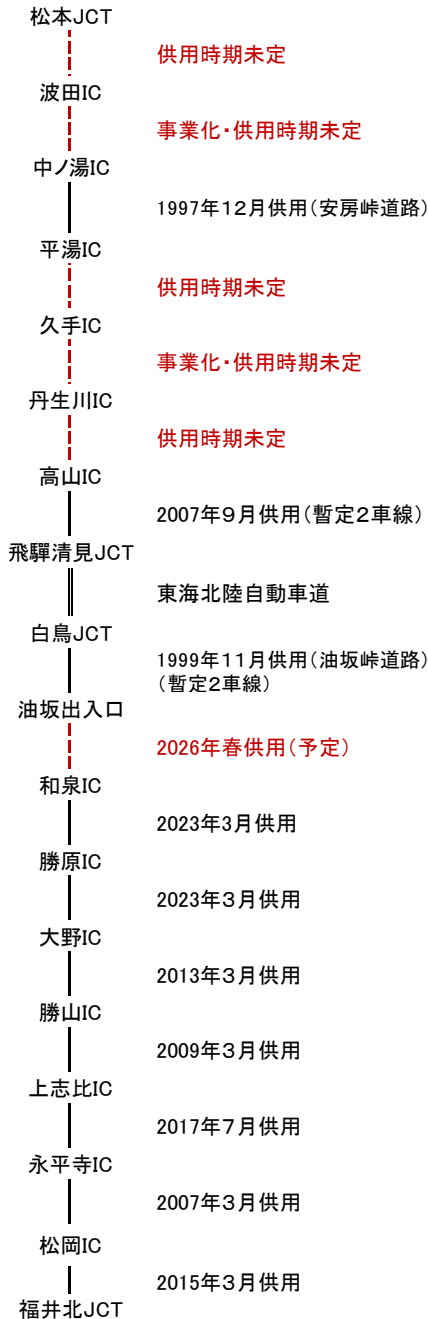 松本JCT
供用時期未定
波田IC
事業化・供用時期未定
中ノ湯IC
1997年12月供用（安房峠道路）
平湯IC
供用時期未定
久手IC
事業化・供用時期未定
丹生川IC
供用時期未定
高山IC
2007年９月供用（暫定２車線）
飛驒清見JCT
東海北陸自動車道
白鳥JCT
1999年11月供用（油坂峠道路）
（暫定２車線）
油坂出入口
2026年春供用（予定）
和泉IC
2023年3月供用
勝原IC
2023年３月供用
大野IC
2013年３月供用
勝山IC
2009年３月供用
上志比IC
2017年７月供用
永平寺IC
2007年３月供用
松岡IC
2015年３月供用
福井北JCT